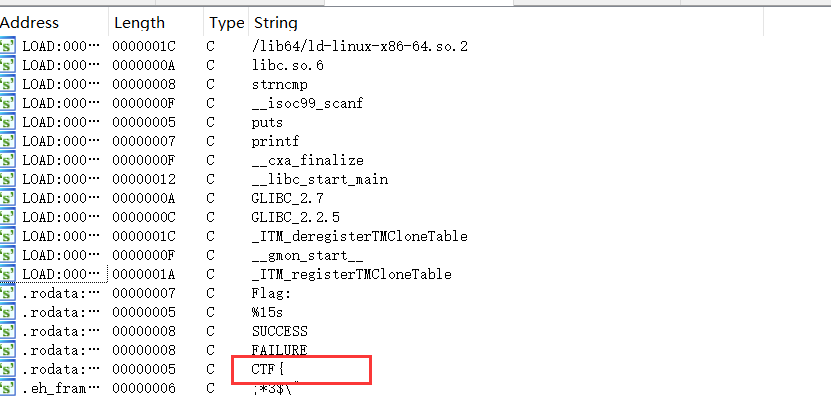 Address Length Type String
LOAD:000… 0000001C C /lib64/ld-linux-x86-64.so.2
LOAD:000… 0000000A C libc.so.6
LOAD:000… 00000008 C strncmp
LOAD:000… 0000000F C __isoc99_scanf
LOAD:000… 00000005 C puts
LOAD:000… 00000007 C printf
LOAD:000… 0000000F C __cxa_finalize
LOAD:000… 00000012 C __libc_start_main
LOAD:000… 0000000A C GLIBC_2.7
LOAD:000… 0000000C C GLIBC_2.2.5
LOAD:000… 0000001C C _ITM_deregisterTMCloneTable
LOAD:000… 0000000F C __gmon_start__
LOAD:000… 0000001A C _ITM_registerTMCloneTable
.rodata:… 00000007 C Flag:
.rodata:… 00000005 C %15s
.rodata:… 00000008 C SUCCESS
.rodata:… 00000008 C FAILURE
.rodata:… 00000005 C CTF{
.eh_fram… 00000006 C ;*3$\"